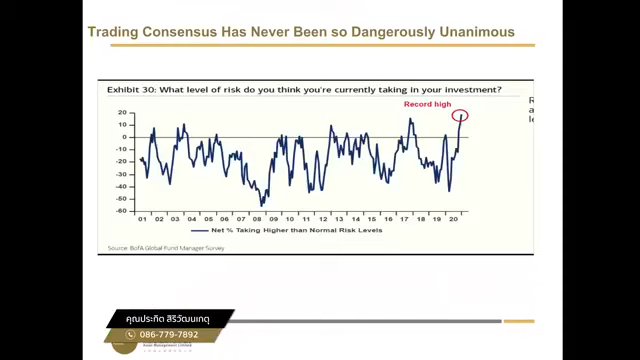 Trading Consensus Has Never Been so Dangerously Unanimous
Exhibit 30: What level of risk do you think you're currently taking in your investment?
Record high
R
a
le
20
10
0
-10
-20
-30
-40
-50
-60
01 02 03 04 05 06 07 08 09 10 11 12 13 14 15 16 17 18 19 20
Net % Taking Higher than Normal Risk Levels
Source: BofA Global Fund Manager Survey
คุณประกิต สิริวัฒนเกตุ
086-779-7892
Asset Management Limited